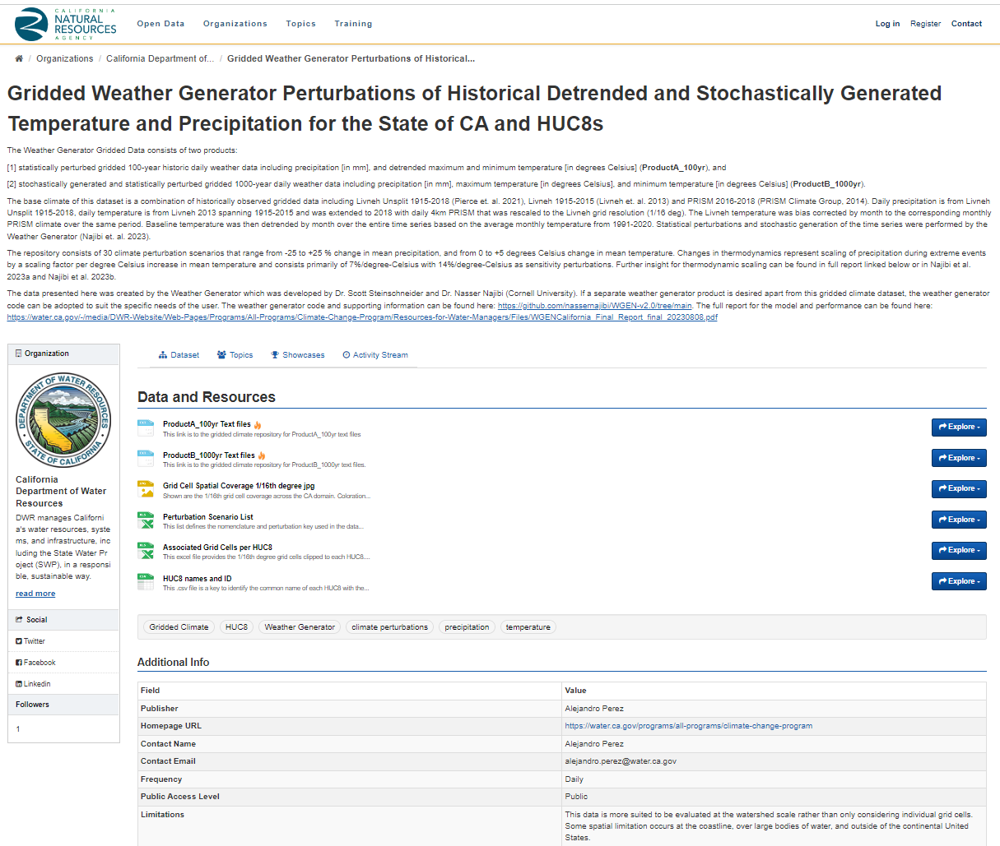 CALIFORNIA
NATURAL
RESOURCES
AGENCY
Open Data Organizations Topics Training
Log in Register Contact
/ Organizations / California Department of... / Gridded Weather Generator Perturbations of Historical...
Gridded Weather Generator Perturbations of Historical Detrended and Stochastically Generated
Temperature and Precipitation for the State of CA and HUC8s
The Weather Generator Gridded Data consists of two products:
[1] statistically perturbed gridded 100-year historic daily weather data including precipitation [in mm], and detrended maximum and minimum temperature [in degrees Celsius] (ProductA_100yr), and
[2] stochastically generated and statistically perturbed gridded 1000-year daily weather data including precipitation [in mm], maximum temperature [in degrees Celsius], and minimum temperature [in degrees Celsius] (ProductB_1000yr).
The base climate of this dataset is a combination of historically observed gridded data including Livneh Unsplit 1915-2018 (Pierce et. al. 2021), Livneh 1915-2015 (Livneh et. al. 2013) and PRISM 2016-2018 (PRISM Climate Group, 2014). Daily precipitation is from Livneh
Unsplit 1915-2018, daily temperature is from Livneh 2013 spanning 1915-2015 and was extended to 2018 with daily 4km PRISM that was rescaled to the Livneh grid resolution (1/16 deg). The Livneh temperature was bias corrected by month to the corresponding monthly
PRISM climate over the same period. Baseline temperature was then detrended by month over the entire time series based on the average monthly temperature from 1991-2020. Statistical perturbations and stochastic generation of the time series were performed by the
Weather Generator (Najibi et. al. 2023).
The repository consists of 30 climate perturbation scenarios that range from -25 to +25 % change in mean precipitation, and from 0 to +5 degrees Celsius change in mean temperature. Changes in thermodynamics represent scaling of precipitation during extreme events
by a scaling factor per degree Celsius increase in mean temperature and consists primarily of 7%/degree-Celsius with 14%/degree-Celsius as sensitivity perturbations. Further insight for thermodynamic scaling can be found in full report linked below or in Najibi et al.
2023a and Najibi et al. 2023b.
The data presented here was created by the Weather Generator which was developed by Dr. Scott Steinschneider and Dr. Nasser Najibi (Cornell University). If a separate weather generator product is desired apart from this gridded climate dataset, the weather generator
code can be adopted to suit the specific needs of the user. The weather generator code and supporting information can be found here: https://github.com/nassernajibi/WGEN-v2.0/tree/main. The full report for the model and performance can be found here:
https://water.ca.gov/-/media/DWR-Website/Web-Pages/Programs/All-Programs/Climate-Change-Program/Resources-for-Water-Managers/Files/WGENCalifornia_Final_Report_final_20230808.pdf
Organization
DEPARTMENT OF WATER RESOURCES
STATE OF CALIFORNIA
California
Department of Water
Resources
DWR manages Californi
a's water resources, syste
ms, and infrastructure, inc
luding the State Water Pr
oject (SWP), in a responsi
ble, sustainable way.
read more
Social
Twitter
Facebook
Linkedin
Followers
1
Dataset Topics Showcases Activity Stream
Data and Resources
TXT ProductA_100yr Text files Explore
This link is to the gridded climate repository for ProductA_100yr text files
TXT ProductB_1000yr Text files Explore
This link is to the gridded climate repository for ProductB_1000yr text files.
Grid Cell Spatial Coverage 1/16th degree jpg Explore
Shown are the 1/16th grid cell coverage across the CA domain. Coloration...
XLS Perturbation Scenario List Explore
This list defines the nomenclature and perturbation key used in the data...
XLS Associated Grid Cells per HUC8 Explore
This excel file provides the 1/16th degree grid cells clipped to each HUC8....
CSV HUC8 names and ID Explore
This .csv file is a key to identify the common name of each HUC8 with the...
Gridded Climate HUC8 Weather Generator climate perturbations precipitation temperature
Additional Info
Field Value
Publisher Alejandro Perez
Homepage URL https://water.ca.gov/programs/all-programs/climate-change-program
Contact Name Alejandro Perez
Contact Email alejandro.perez@water.ca.gov
Frequency Daily
Public Access Level Public
Limitations This data is more suited to be evaluated at the watershed scale rather than only considering individual grid cells.
Some spatial limitation occurs at the coastline, over large bodies of water, and outside of the continental United
States.